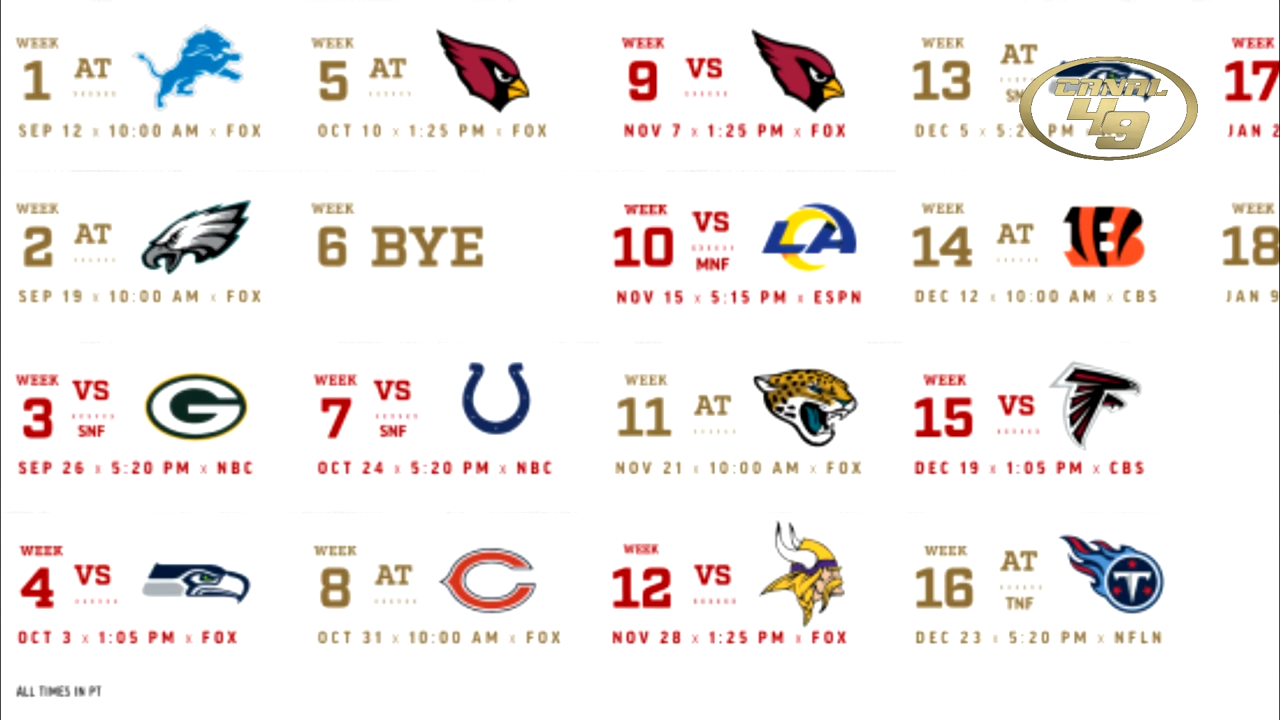 WEEK
1 AT
SEP 12 x 10:00 AM x FOX
WEEK
2 AT
SEP 19 x 10:00 AM x FOX
WEEK
3 VS
SNF
SEP 26 x 5:20 PM x NBC
WEEK
4 VS
OCT 3 x 1:05 PM x FOX
WEEK
5 AT
OCT 10 x 1:25 PM x FOX
WEEK
6 BYE
WEEK
7 VS
SNF
OCT 24 x 5:20 PM x NBC
WEEK
8 AT
OCT 31 x 10:00 AM x FOX
WEEK
9 VS
NOV 7 x 1:25 PM x FOX
WEEK
10 VS
MNF
LA
NOV 15 x 5:15 PM x ESPN
WEEK
11 AT
NOV 21 x 10:00 AM x FOX
WEEK
12 VS
NOV 28 x 1:25 PM x FOX
WEEK
13 AT
DEC 5 x PM
CANAL
49
WEEK
14 AT
B
DEC 12 x 10:00 AM x CBS
WEEK
15 VS
DEC 19 x 1:05 PM x CBS
WEEK
16 AT
TNF
T
DEC 23 x 5:20 PM x NFLN
WEEK
17
JAN
WEEK
18
JAN
G
C
ALL TIMES IN PT